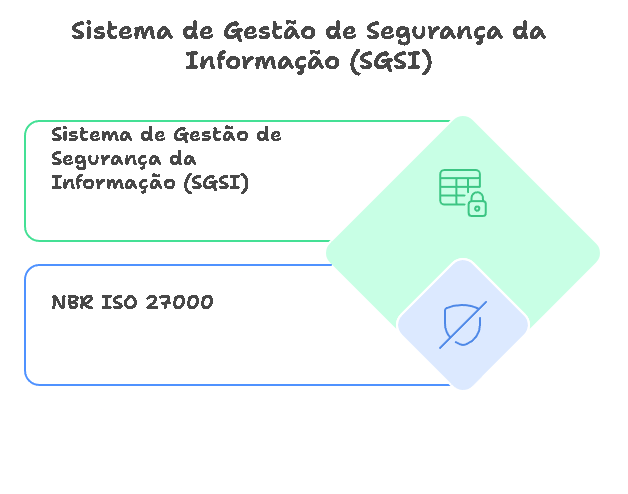 Sistema de Gestão de Segurança da
Informação (SGSI)
Sistema de Gestão de
Segurança da
Informação (SGSI)
NBR ISO 27000